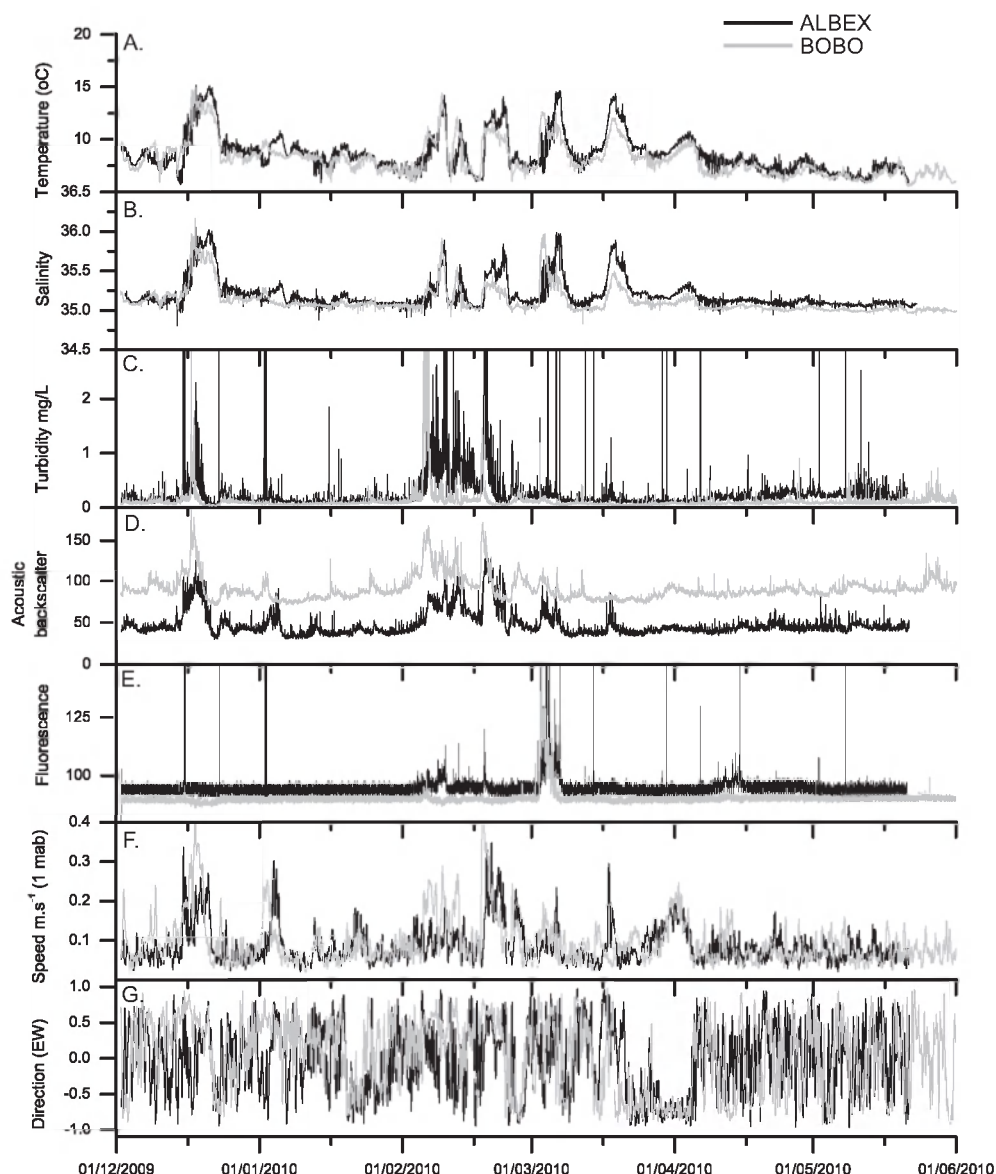 ALBEX
BOBO
A.
20
15
10
36.5
Temperature (oC)
B.
36.0
35.5
35.0
34.5
Salinity
C.
2
1
0
Turbidity mg/L
D.
150
100
50
0
Acoustic
backscatter
E.
125
100
0.4
Fluorescence
F.
0.3
0.2
0.1
1.0
Speed m.s⁻¹ (1 mab)
G.
0.5
0.0
-0.5
-1.0
Direction (EW)
01/12/2009 01/01/2010 01/02/2010 01/03/2010 01/04/2010 01/05/2010 01/06/2010